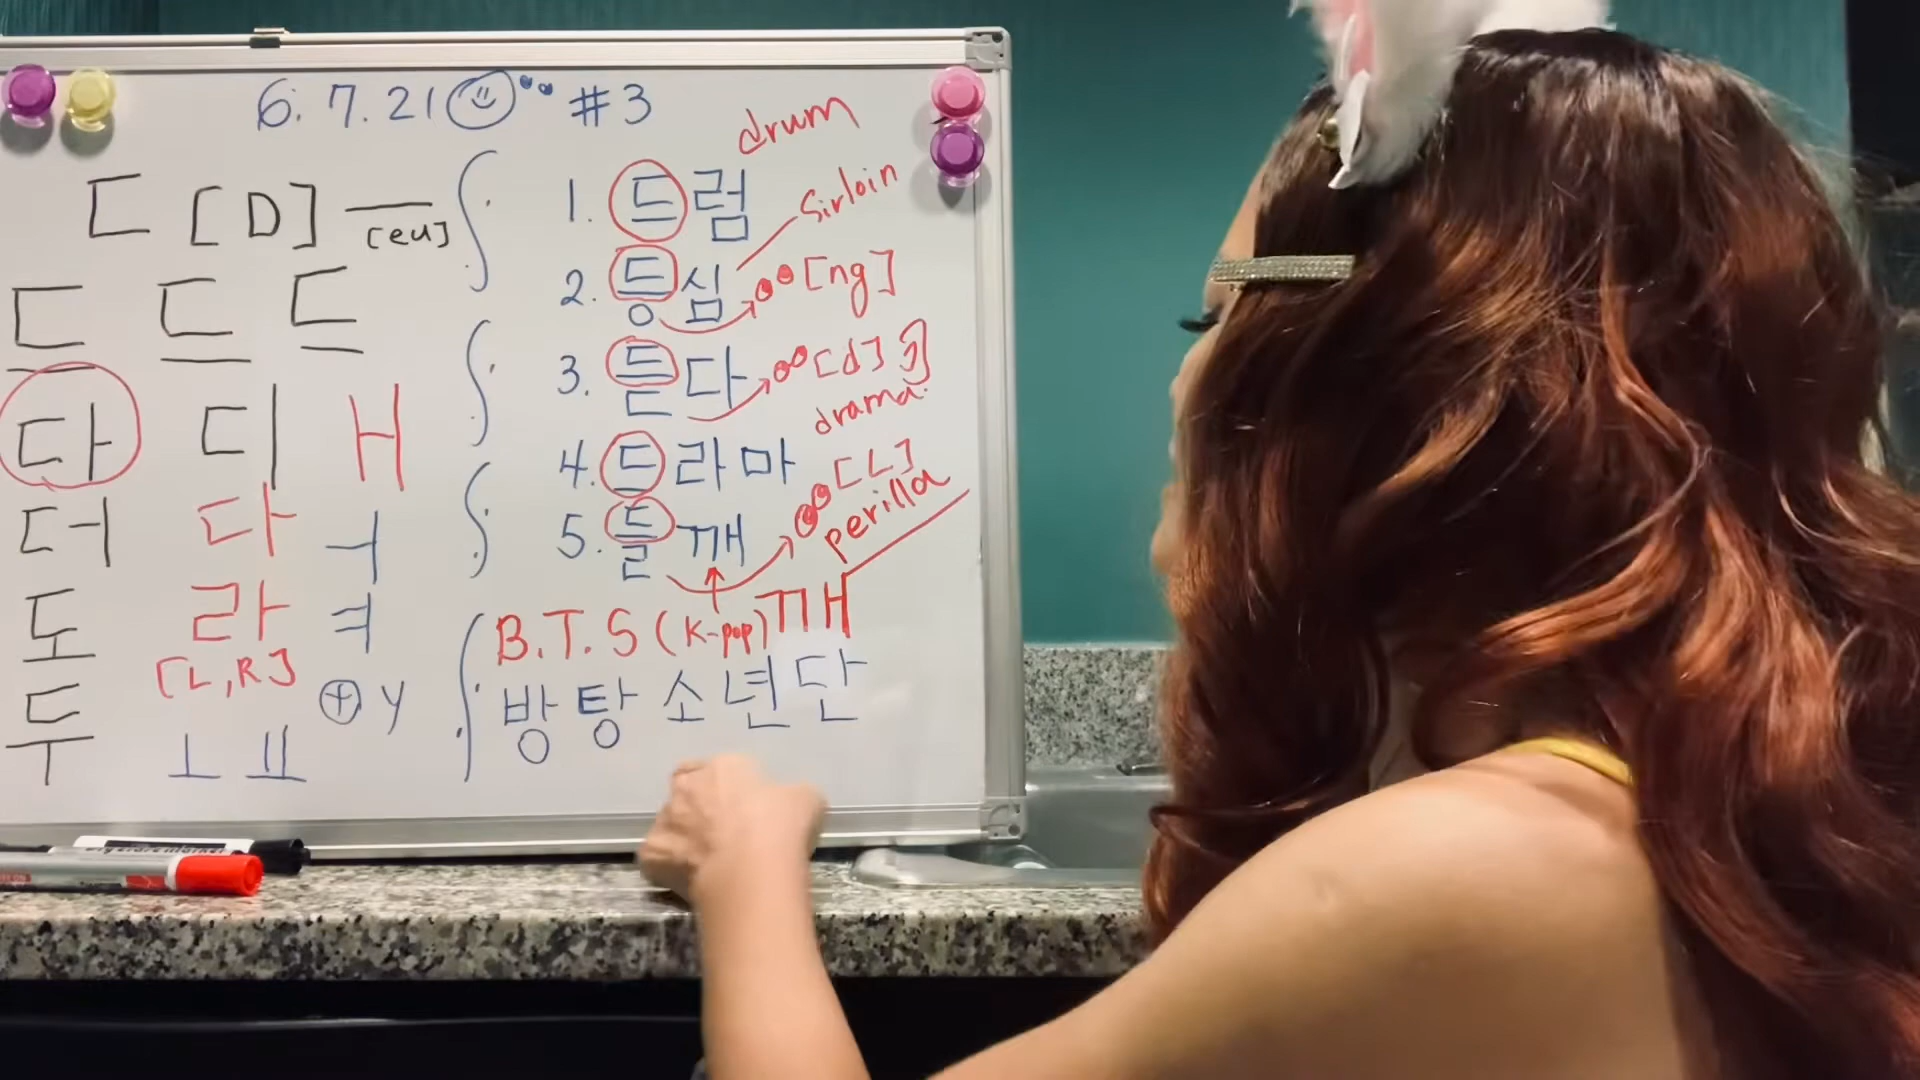 6.7.21 #3
ㄷ [D] ㅡ [eu]
드 드 드
다 디 ㅐ
더 다 ㅓ
도 라 ㅕ
[L,R]
두 ⊕ y
ㅗ ㅛ
1. 드럼 drum
2. 등심 sirloin [ng]
3. 듣다 [d]
4. 드라마 drama
5. 들깨 [L] perilla
B.T.S (K-pop) 깨
방탕소년단